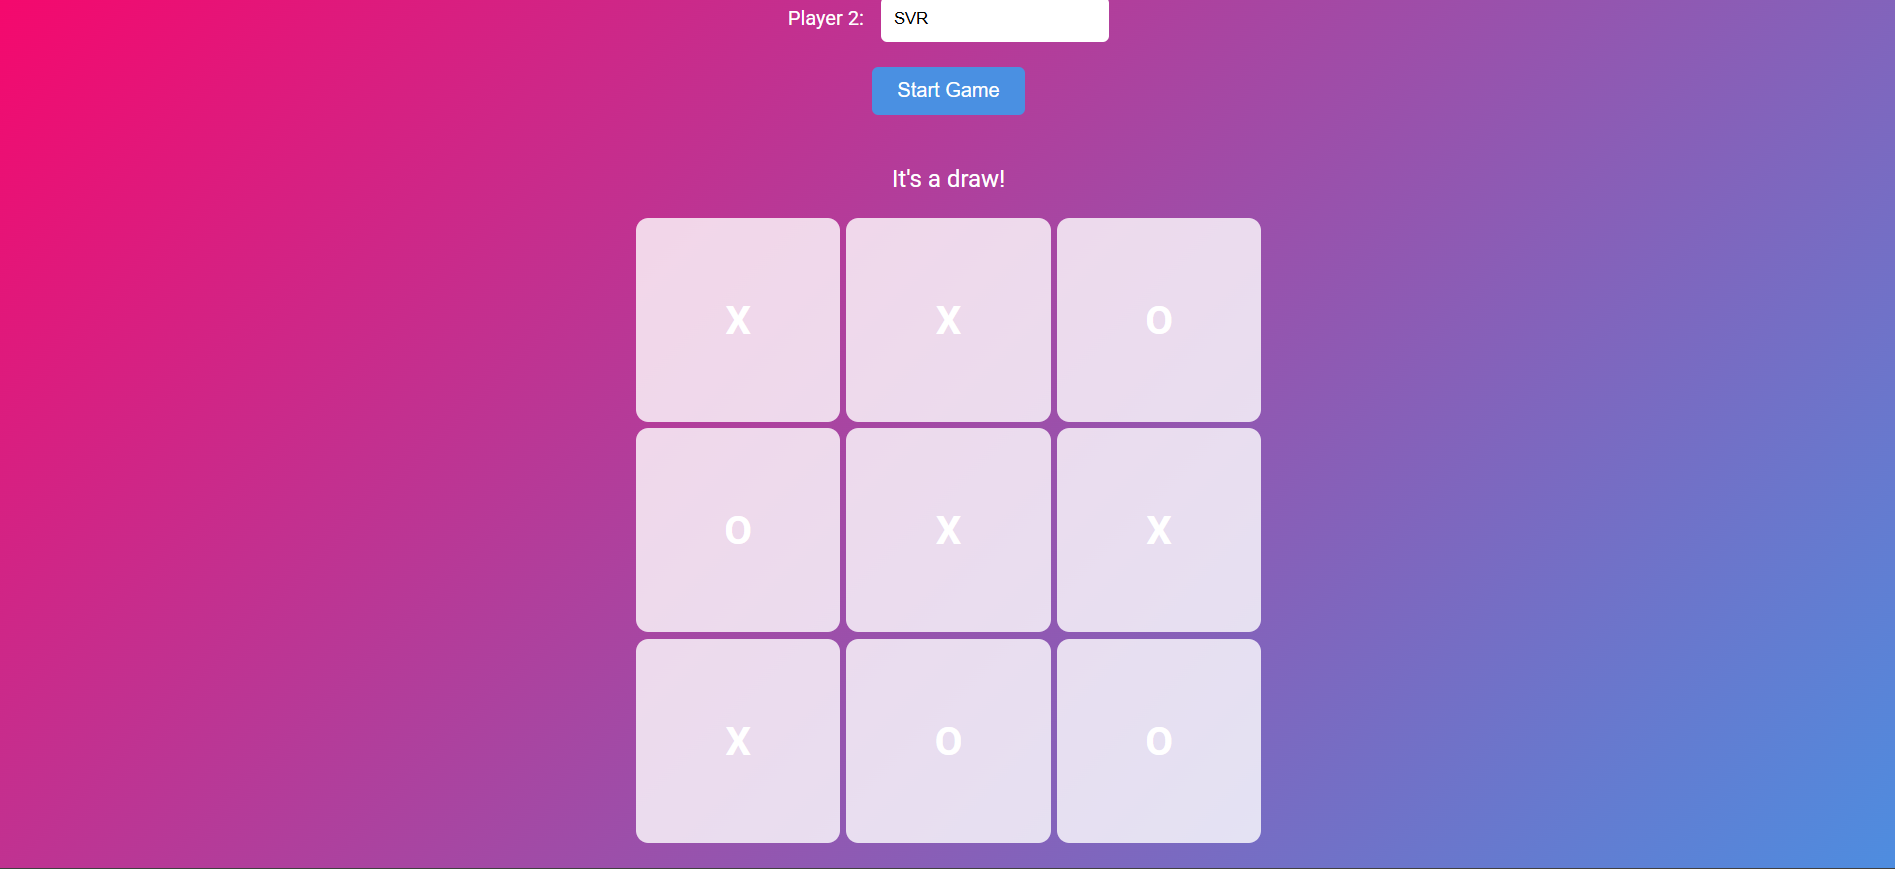 Player 2: SVR
Start Game
It's a draw!
X X O
O X X
X O O